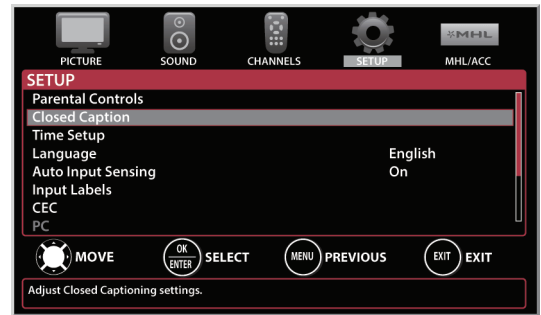 MHL
PICTURE SOUND CHANNELS SETUP MHL/ACC
SETUP
Parental Controls
Closed Caption
Time Setup
Language English
Auto Input Sensing On
Input Labels
CEC
PC
MOVE OK ENTER SELECT MENU PREVIOUS EXIT EXIT
Adjust Closed Captioning settings.